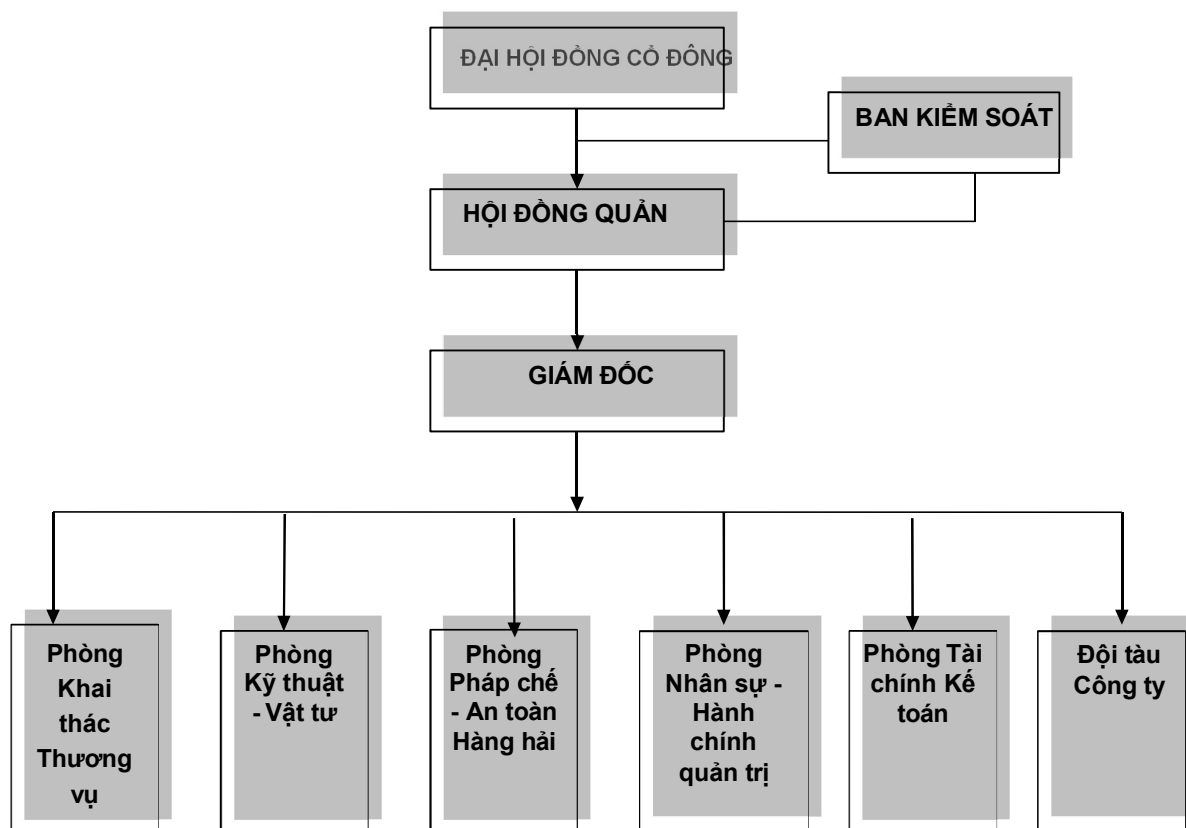 ĐẠI HỘI ĐỒNG CỔ ĐÔNG
BAN KIỂM SOÁT
HỘI ĐỒNG QUẢN
GIÁM ĐỐC
Phòng
Khai
thác
Thương
vụ
Phòng
Kỹ thuật
- Vật tư
Phòng
Pháp chế
- An toàn
Hàng hải
Phòng
Nhân sự -
Hành
chính
quản trị
Phòng Tài
chính Kế
toán
Đội tàu
Công ty